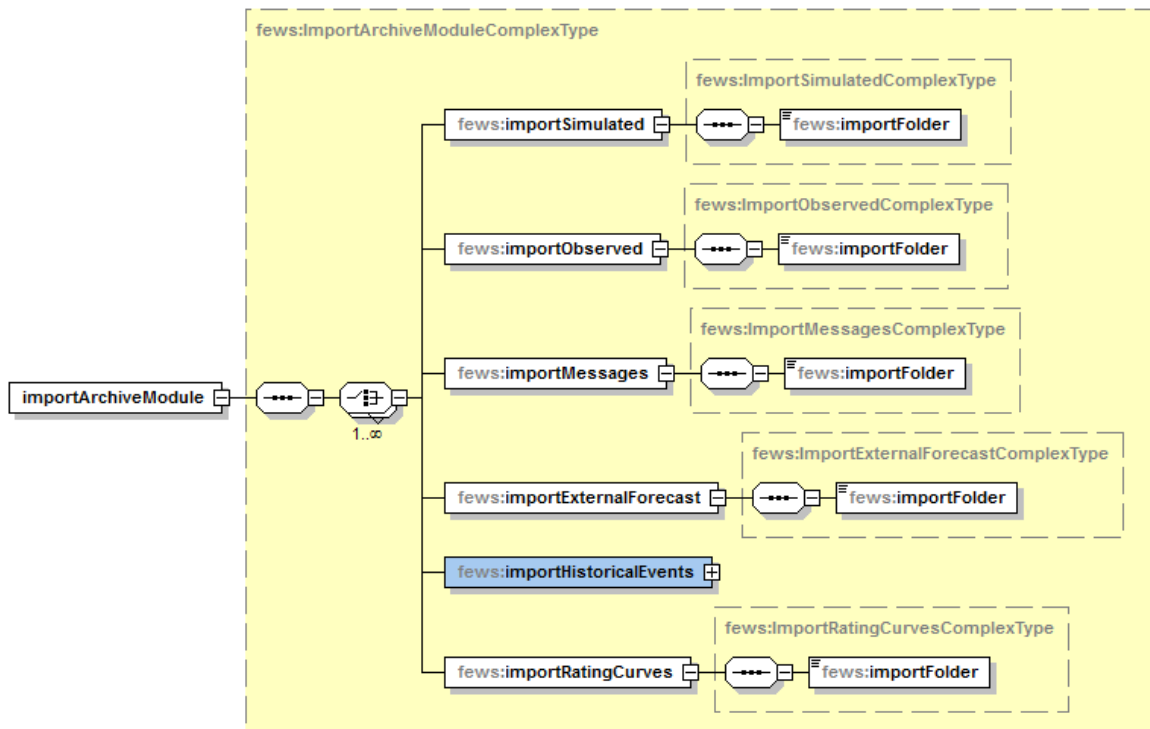 fews:ImportArchiveModuleComplexType
fews:ImportSimulatedComplexType
fews:importSimulated
fews:importFolder
fews:ImportObservedComplexType
fews:importObserved
fews:importFolder
fews:ImportMessagesComplexType
fews:importMessages
fews:importFolder
importArchiveModule
1..∞
fews:ImportExternalForecastComplexType
fews:importExternalForecast
fews:importFolder
fews:importHistoricalEvents
fews:ImportRatingCurvesComplexType
fews:importRatingCurves
fews:importFolder